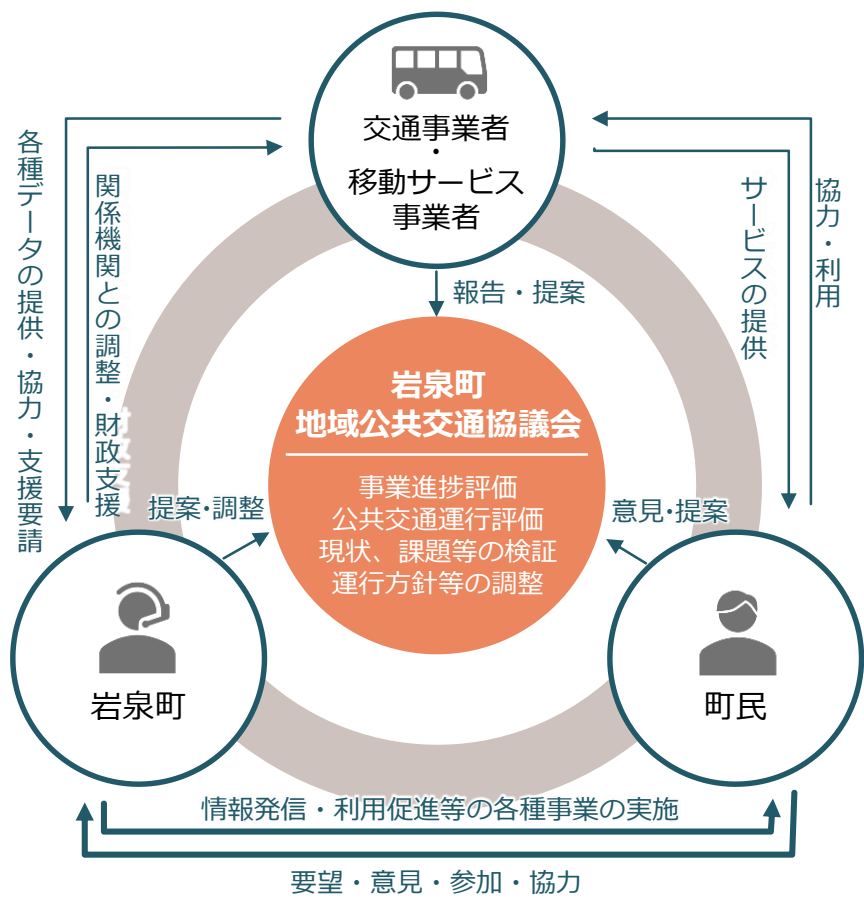 交通事業者
・
移動サービス
事業者
各種データの提供・協力・支援要請
関係機関との調整・財政支援
サービスの提供
協力・利用
報告・提案
岩泉町
地域公共交通協議会
事業進捗評価
公共交通運行評価
現状、課題等の検証
運行方針等の調整
提案・調整
意見・提案
岩泉町
町民
情報発信・利用促進等の各種事業の実施
要望・意見・参加・協力